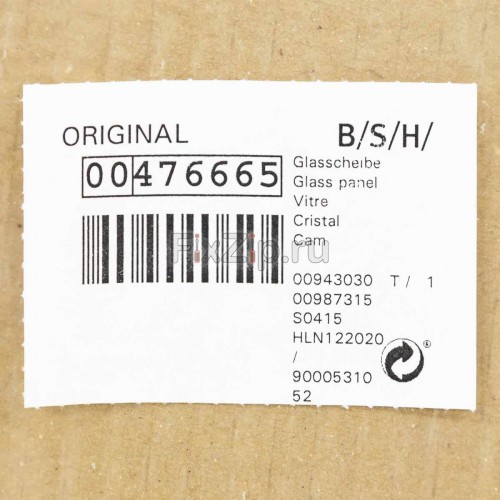 ORIGINAL
B/S/H/
00476665
Glasscheibe
Glass panel
Vitre
Cristal
Cam
FixZip.ru
00943030 T / 1
00987315
S0415
HLN122020
/
90005310
52